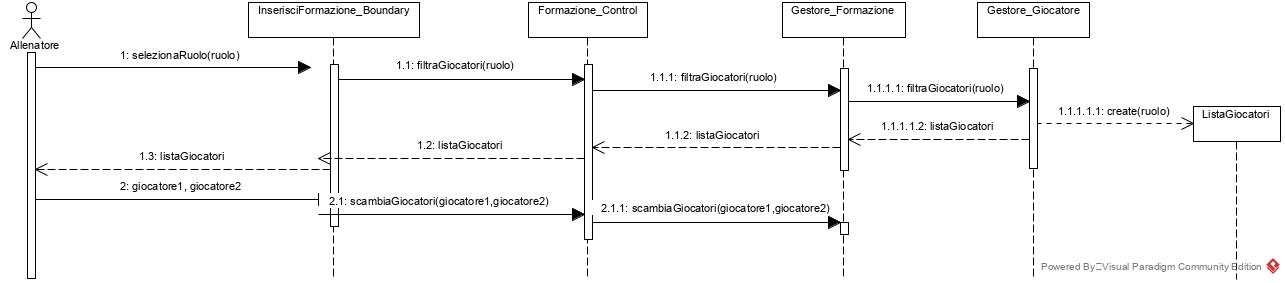 Allenatore
InserisciFormazione_Boundary
Formazione_Control
Gestore_Formazione
Gestore_Giocatore
1: selezionaRuolo(ruolo)
1.1: filtraGiocatori(ruolo)
1.1.1: filtraGiocatori(ruolo)
1.1.1.1: filtraGiocatori(ruolo)
1.1.1.1.1: create(ruolo)
ListaGiocatori
1.1.1.1.2: listaGiocatori
1.1.2: listaGiocatori
1.2: listaGiocatori
1.3: listaGiocatori
2: giocatore1, giocatore2
2.1: scambiaGiocatori(giocatore1,giocatore2)
2.1.1: scambiaGiocatori(giocatore1,giocatore2)
Powered By Visual Paradigm Community Edition